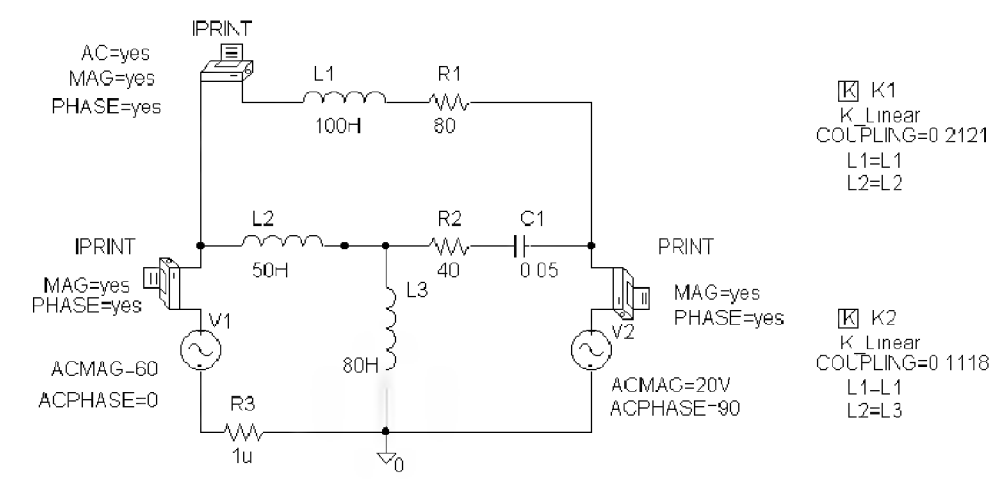 IPRINT
AC=yes
MAG=yes
PHASE=yes
L1
100H
R1
80
K K1
K_Linear
COUPLING=0 2121
L1=L1
L2=L2
L2
50H
R2
40
C1
0 05
IPRINT
MAG=yes
PHASE=yes
L3
80H
PRINT
MAG=yes
PHASE=yes
V1
ACMAG=60
ACPHASE=0
V2
ACMAG=20V
ACPHASE=90
K K2
K_Linear
COUPLING=0 1118
L1=L1
L2=L3
R3
1u
0